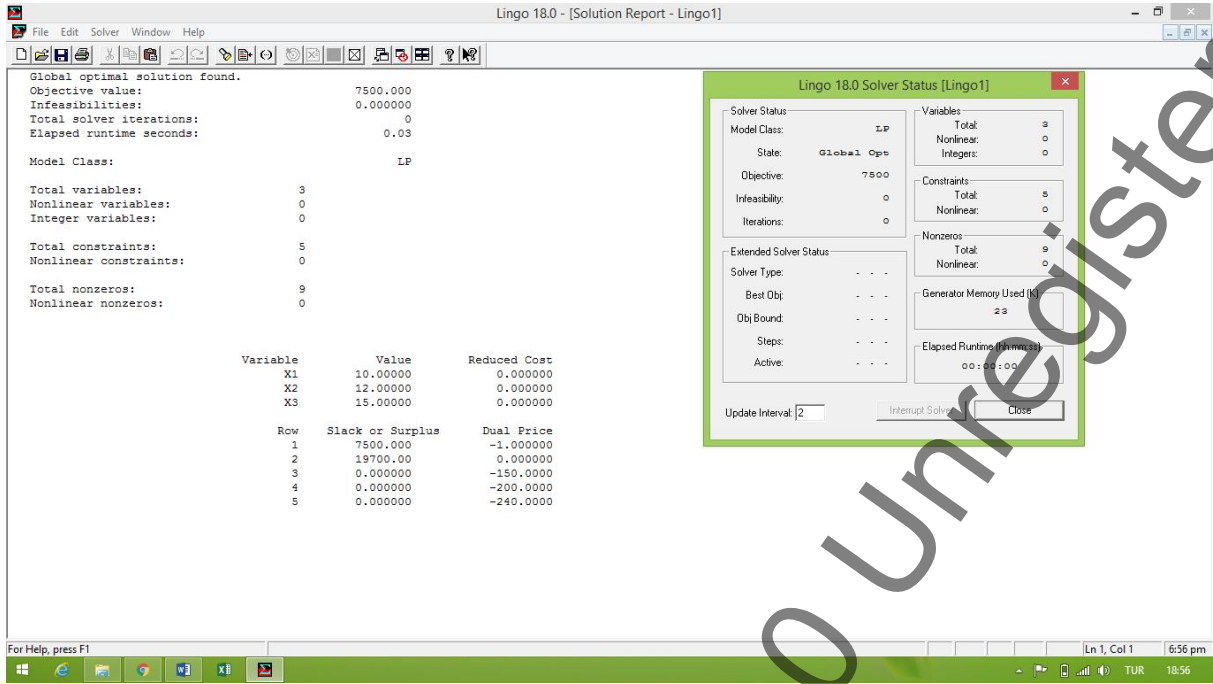 Lingo 18.0 - [Solution Report - Lingo1]
File Edit Solver Window Help
Global optimal solution found.
Objective value: 7500.000
Infeasibilities: 0.000000
Total solver iterations: 0
Elapsed runtime seconds: 0.03
Model Class: LP
Total variables: 3
Nonlinear variables: 0
Integer variables: 0
Total constraints: 5
Nonlinear constraints: 0
Total nonzeros: 9
Nonlinear nonzeros: 0
Variable Value Reduced Cost
X1 10.00000 0.000000
X2 12.00000 0.000000
X3 15.00000 0.000000
Row Slack or Surplus Dual Price
1 7500.000 -1.000000
2 19700.00 0.000000
3 0.000000 -150.0000
4 0.000000 -200.0000
5 0.000000 -240.0000
Lingo 18.0 Solver Status [Lingo1]
Solver Status
Model Class: LP
State: Global Opt
Objective: 7500
Infeasibility: 0
Iterations: 0
Extended Solver Status
Solver Type: - - -
Best Obj: - - -
Obj Bound: - - -
Steps: - - -
Active: - - -
Variables
Total: 3
Nonlinear: 0
Integers: 0
Constraints
Total: 5
Nonlinear: 0
Nonzeros
Total: 9
Nonlinear: 0
Generator Memory Used (K)
23
Elapsed Runtime (hh:mm:ss)
00:00:00
Update Interval: 2
Interrupt Solver
Close
For Help, press F1
Ln 1, Col 1
6:56 pm
TUR
18:56